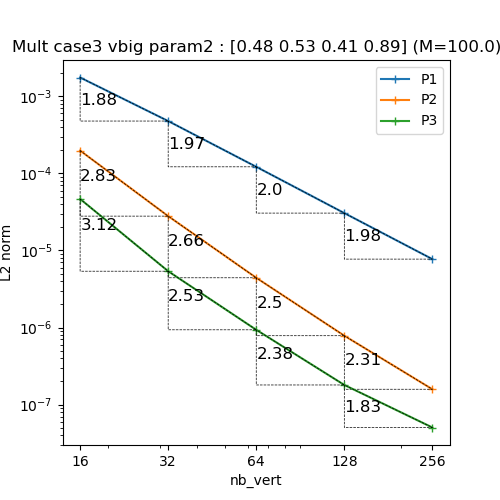 Mult case3 vbig param2 : [0.48 0.53 0.41 0.89] (M=100.0)
P1
P2
P3
10^-3
10^-4
10^-5
10^-6
10^-7
L2 norm
1.88
1.97
2.0
1.98
2.83
2.66
2.5
2.31
3.12
2.53
2.38
1.83
16 32 64 128 256
nb_vert